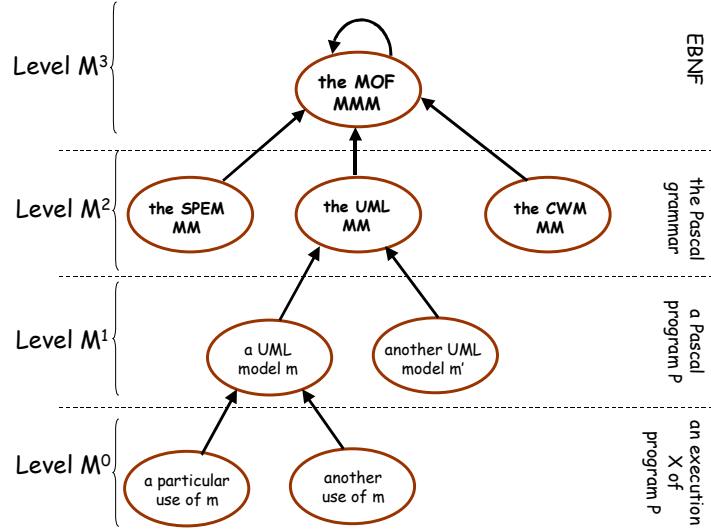 Level M³
the MOF
MMM
EBNF
Level M²
the SPEM
MM
the UML
MM
the CWM
MM
the Pascal
grammar
Level M¹
a UML
model m
another UML
model m’
a Pascal
program P
Level M⁰
a particular
use of m
another
use of m
an execution
X of
program P